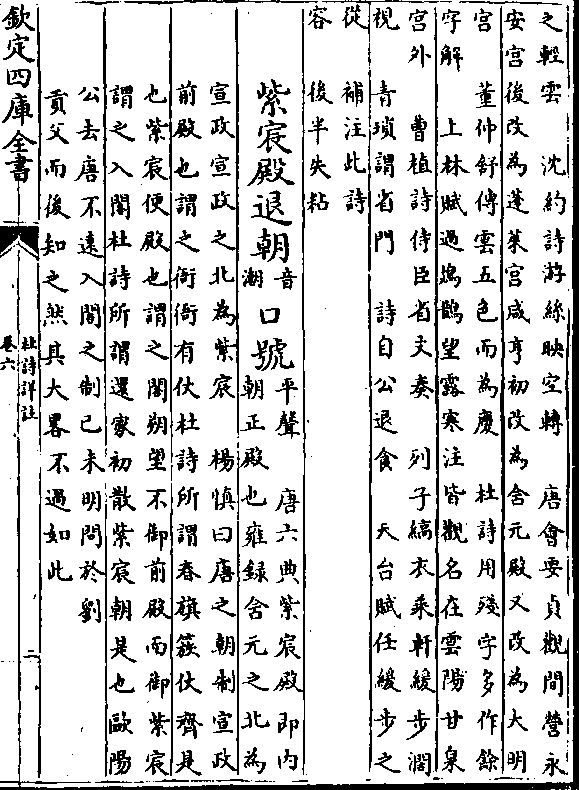 之輕雲　沈約詩游絲映空轉　唐會要貞觀間營永
安宮後改為蓬萊宮咸亨初改為含元殿又改為大明
宮　董仲舒傳雲五色而為慶　杜詩用殘字多作餘
字解　上林賦過鳷鵲望露寒注皆觀名在雲陽甘泉
宮外　曹植詩侍臣省文奏　列子縞衣乘軒緩步濶
視　青瑣謂省門　詩自公退食　天台賦任緩步之
從　補注此詩
容　後半失粘
紫宸殿退朝音潮口號平聲　唐六典紫宸殿即内
朝正殿也雍録含元之北為
宣政宣政之北為紫宸　楊慎曰唐之朝制宣政
前殿也謂之衙衙有仗杜詩所謂春旗簇仗齊是
也紫宸便殿也謂之閤朔望不御前殿而御紫宸
謂之入閤杜詩所謂還家初散紫宸朝是也歐陽
公去唐不逺入閤之制已未明問於劉
貢父而後知之然其大畧不過如此
欽定四庫全書
杜詩詳註
卷六
二